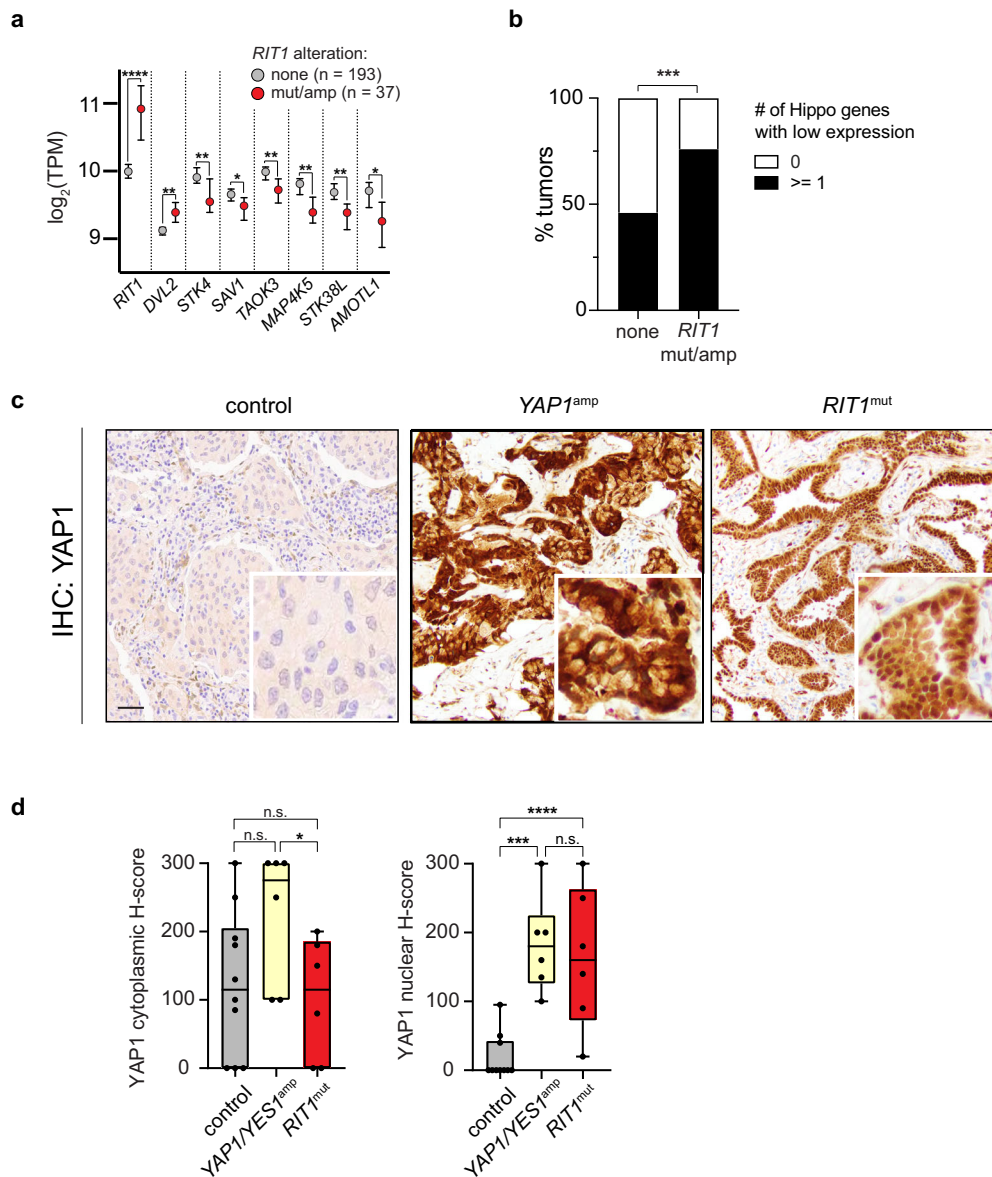 a
RIT1 alteration:
none (n = 193)
mut/amp (n = 37)
log₂(TPM)
11
10
9
****
**
**
*
**
**
**
*
RIT1
DVL2
STK4
SAV1
TAOK3
MAP4K5
STK38L
AMOTL1
b
***
% tumors
100
50
0
none
RIT1
mut/amp
# of Hippo genes
with low expression
0
>= 1
c
control
YAP1ᵃᵐᵖ
RIT1ᵐᵘᵗ
IHC: YAP1
d
n.s.
n.s.
*
YAP1 cytoplasmic H-score
300
200
100
0
control
YAP1/YES1ᵃᵐᵖ
RIT1ᵐᵘᵗ
****
***
n.s.
YAP1 nuclear H-score
300
200
100
0
control
YAP1/YES1ᵃᵐᵖ
RIT1ᵐᵘᵗ